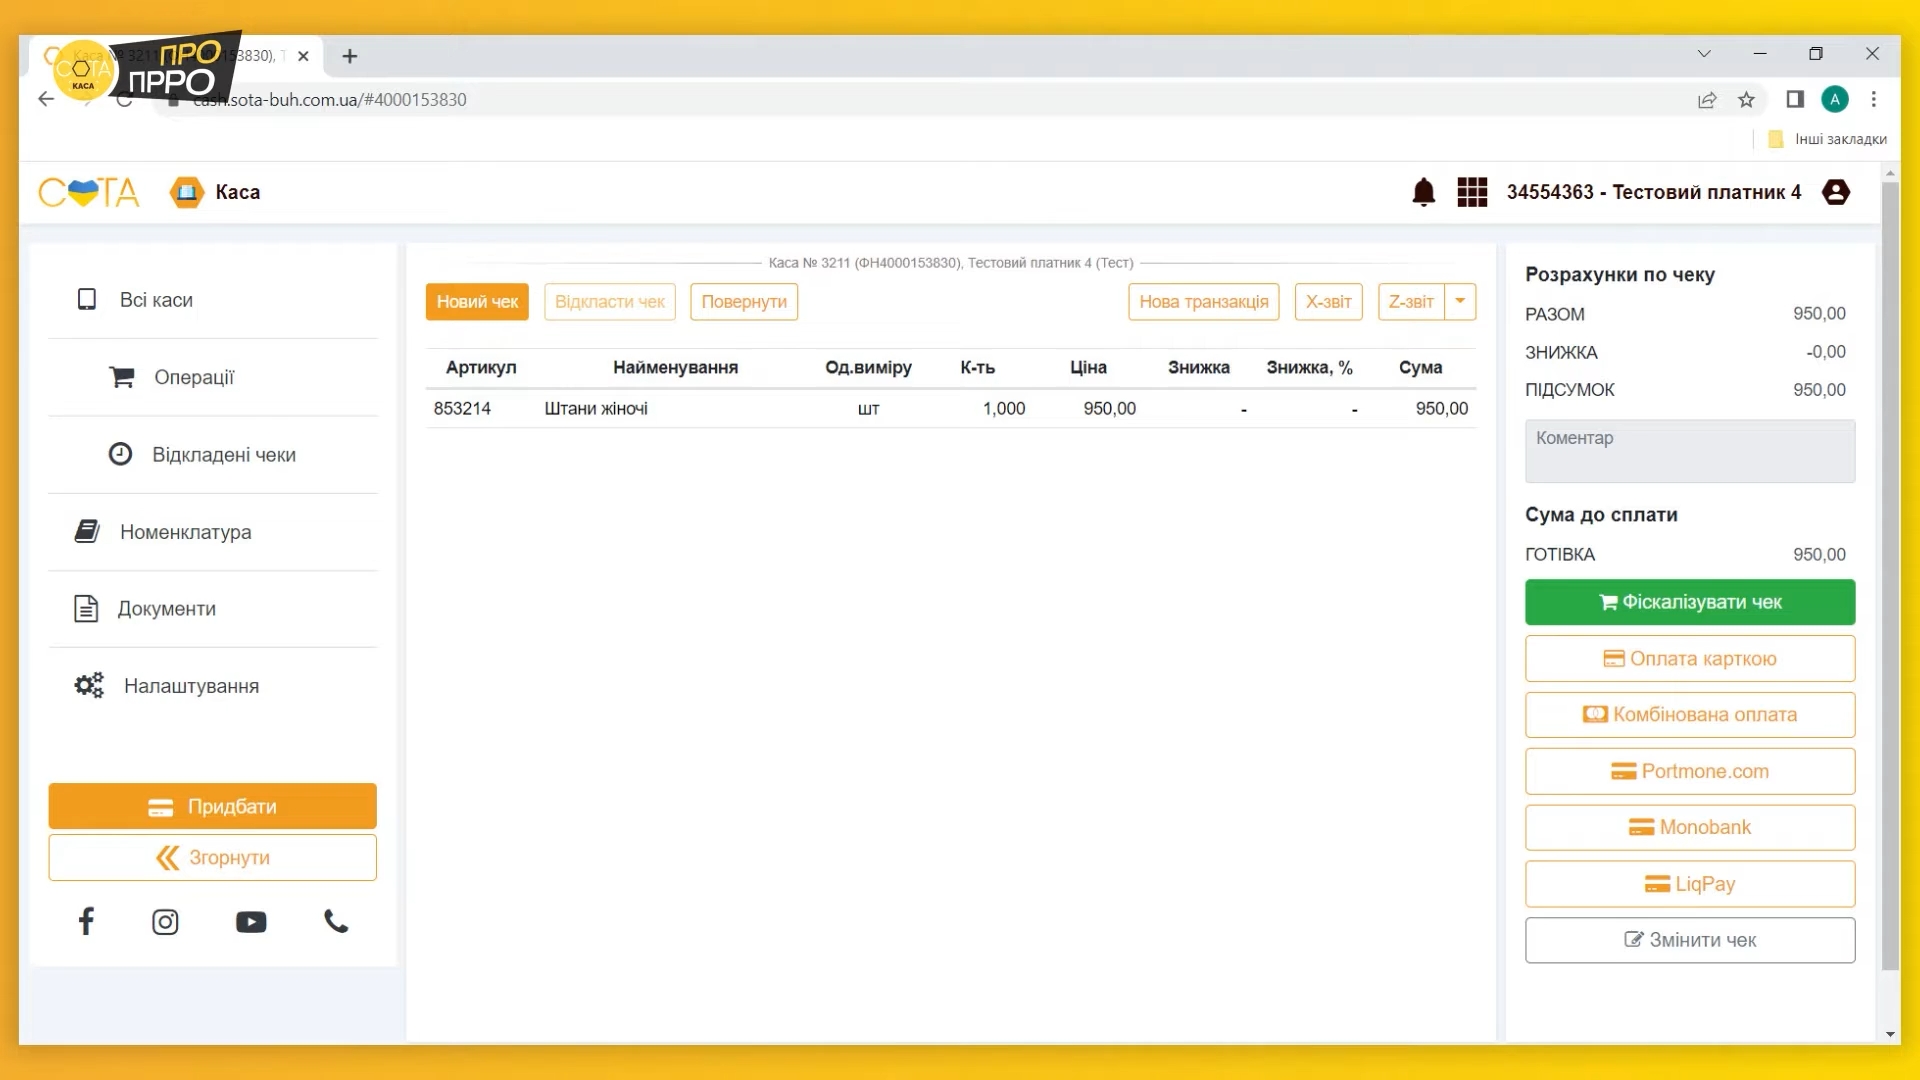 ПРО
ПРРО
СОТА
КАСА
cash.sota-buh.com.ua/#4000153830
A
Інші закладки
СОТА
Каса
34554363 - Тестовий платник 4
Всі каси
Операції
Відкладені чеки
Номенклатура
Документи
Налаштування
Придбати
Згорнути
Каса № 3211 (ФН4000153830), Тестовий платник 4 (Тест)
Новий чек
Відкласти чек
Повернути
Нова транзакція
X-звіт
Z-звіт
Артикул Найменування Од.виміру К-ть Ціна Знижка Знижка, % Сума
853214 Штани жіночі шт 1,000 950,00 - - 950,00
Розрахунки по чеку
РАЗОМ 950,00
ЗНИЖКА -0,00
ПІДСУМОК 950,00
Коментар
Сума до сплати
ГОТІВКА 950,00
Фіскалізувати чек
Оплата карткою
Комбінована оплата
Portmone.com
Monobank
LiqPay
Змінити чек